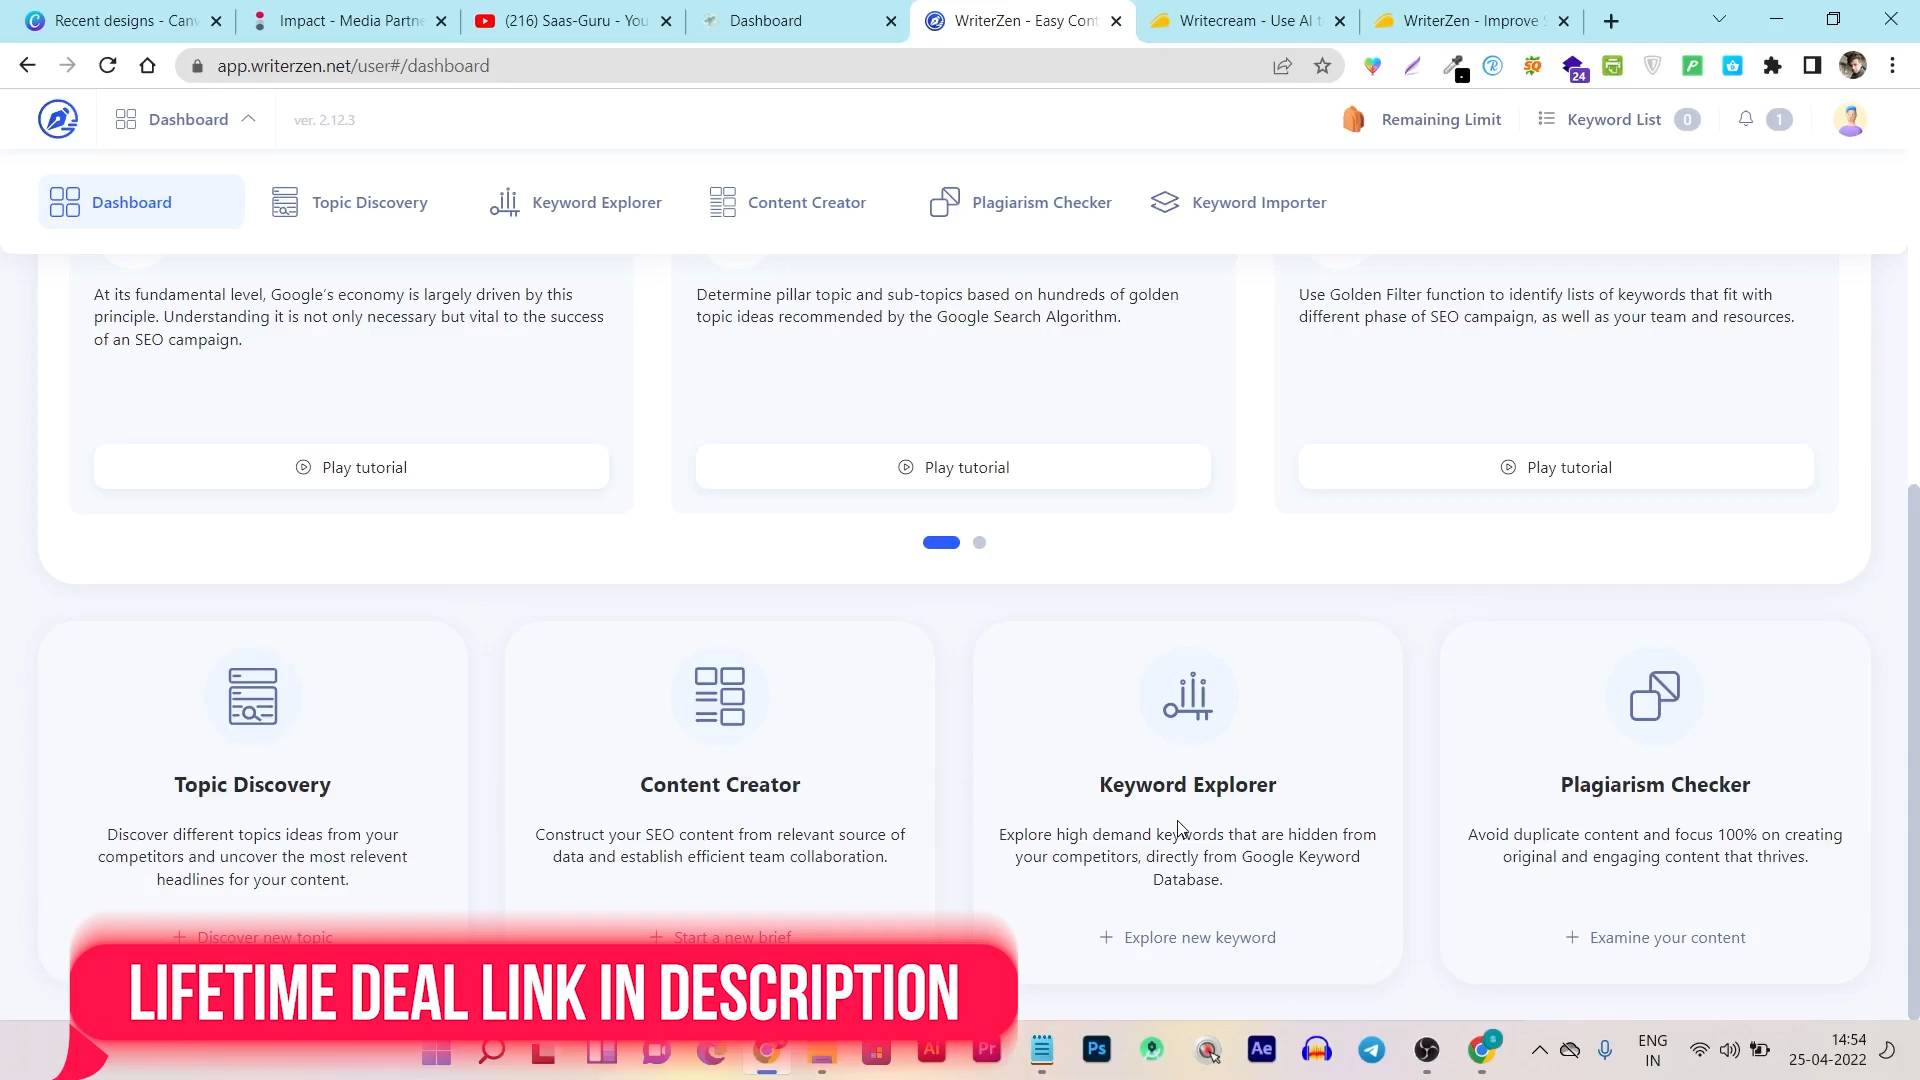 Recent designs - Canv
Impact - Media Partne
(216) Saas-Guru - You
Dashboard
WriterZen - Easy Cont
Writecream - Use AI t
WriterZen - Improve S
app.writerzen.net/user#/dashboard
24
Dashboard
ver. 2.12.3
Remaining Limit
Keyword List 0
1
Dashboard
Topic Discovery
Keyword Explorer
Content Creator
Plagiarism Checker
Keyword Importer
At its fundamental level, Google's economy is largely driven by this
principle. Understanding it is not only necessary but vital to the success
of an SEO campaign.
Play tutorial
Determine pillar topic and sub-topics based on hundreds of golden
topic ideas recommended by the Google Search Algorithm.
Play tutorial
Use Golden Filter function to identify lists of keywords that fit with
different phase of SEO campaign, as well as your team and resources.
Play tutorial
Topic Discovery
Discover different topics ideas from your
competitors and uncover the most relevent
headlines for your content.
+ Discover new topic
Content Creator
Construct your SEO content from relevant source of
data and establish efficient team collaboration.
+ Start a new brief
Keyword Explorer
Explore high demand keywords that are hidden from
your competitors, directly from Google Keyword
Database.
+ Explore new keyword
Plagiarism Checker
Avoid duplicate content and focus 100% on creating
original and engaging content that thrives.
+ Examine your content
LIFETIME DEAL LINK IN DESCRIPTION
Ai
Pr
Ps
Ae
ENG
IN
14:54
25-04-2022